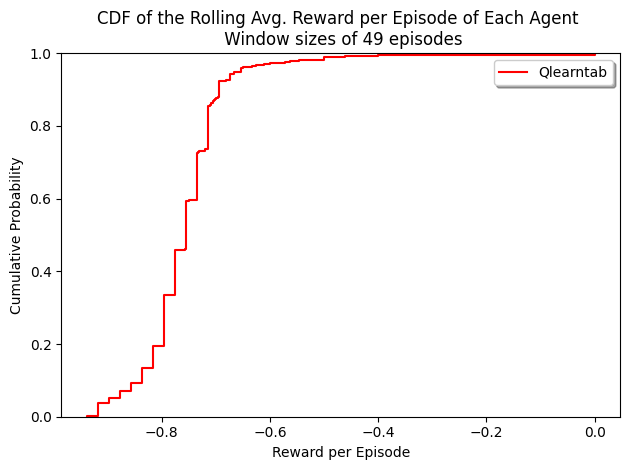 CDF of the Rolling Avg. Reward per Episode of Each Agent
Window sizes of 49 episodes
Qlearntab
Cumulative Probability
1.0
0.8
0.6
0.4
0.2
0.0
−0.8
−0.6
−0.4
−0.2
0.0
Reward per Episode